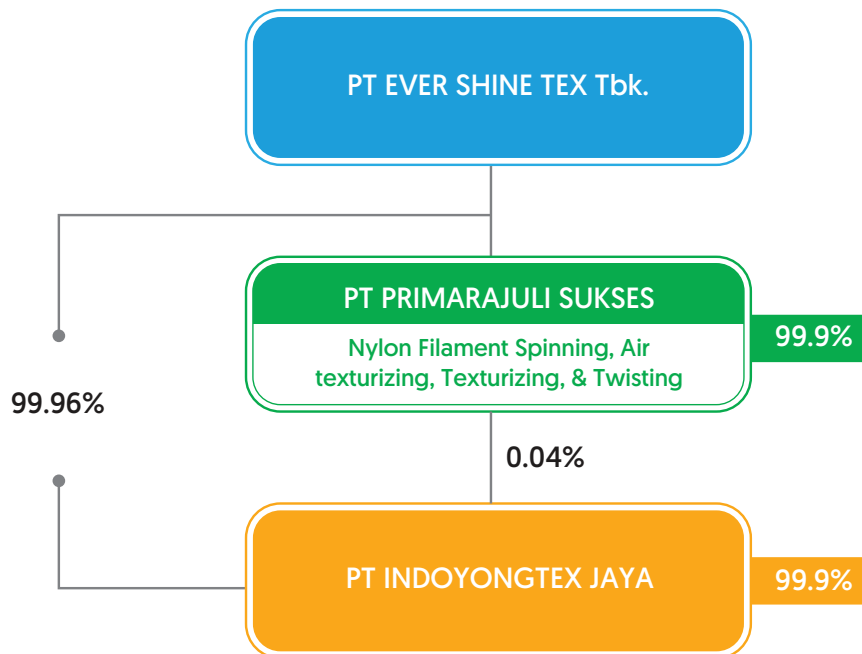 PT EVER SHINE TEX Tbk.
PT PRIMARAJULI SUKSES
99.9%
Nylon Filament Spinning, Air
texturizing, Texturizing, & Twisting
99.96%
0.04%
PT INDOYONGTEX JAYA
99.9%